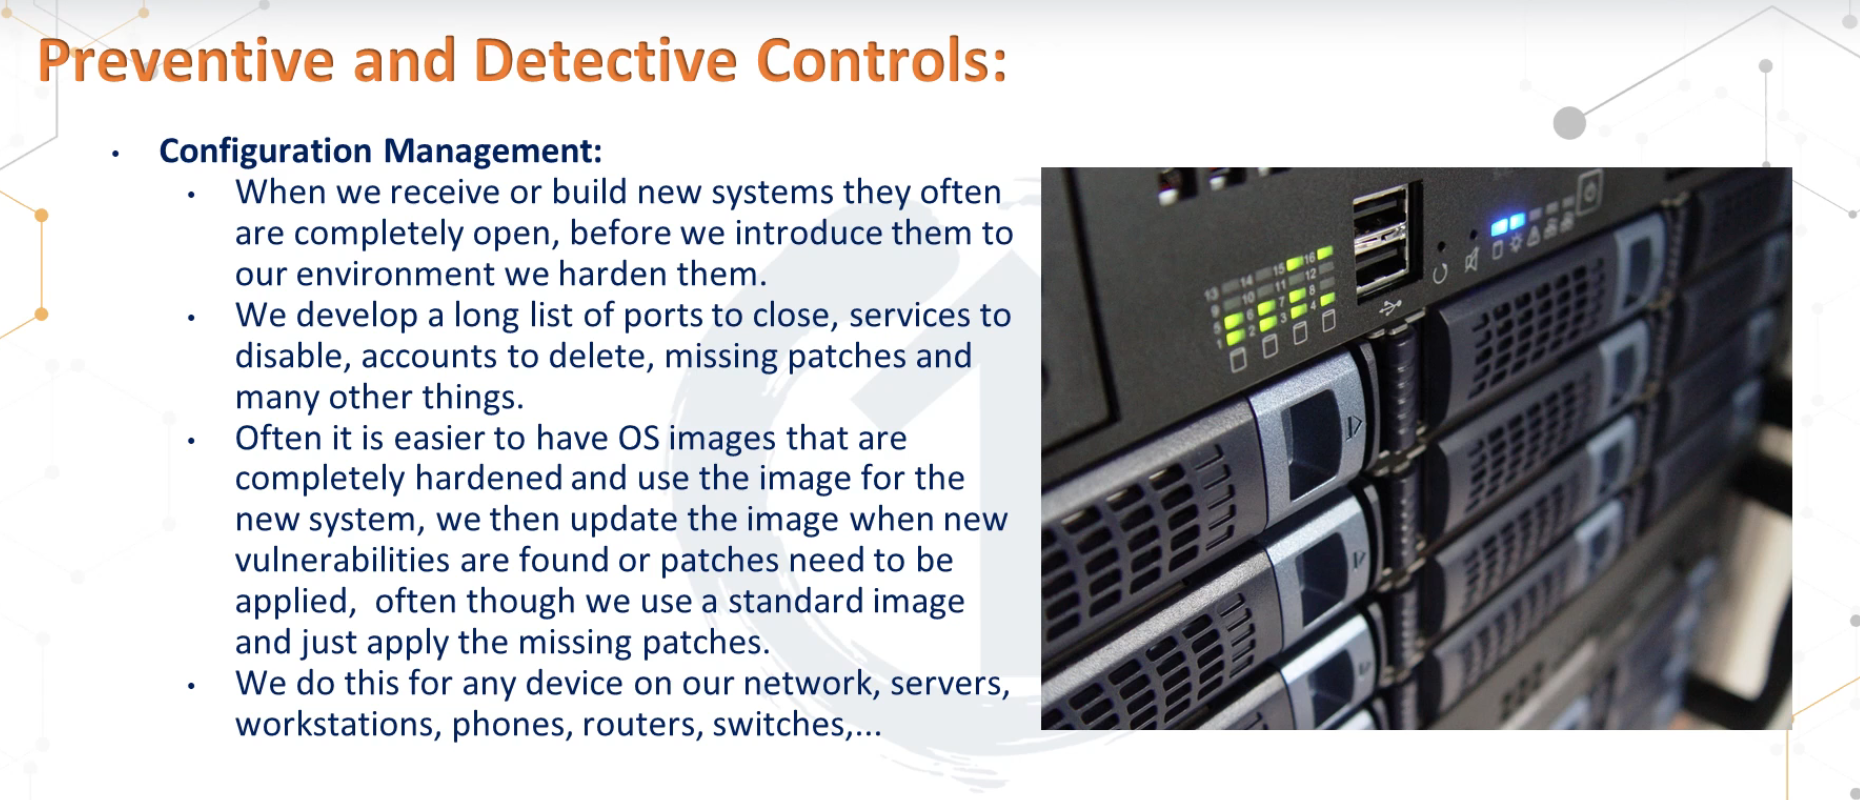 Preventive and Detective Controls:
• Configuration Management:
• When we receive or build new systems they often
are completely open, before we introduce them to
our environment we harden them.
• We develop a long list of ports to close, services to
disable, accounts to delete, missing patches and
many other things.
• Often it is easier to have OS images that are
completely hardened and use the image for the
new system, we then update the image when new
vulnerabilities are found or patches need to be
applied,  often though we use a standard image
and just apply the missing patches.
• We do this for any device on our network, servers,
workstations, phones, routers, switches,...
13 14 15 16
9 10 11 12
5 6 7 8
1 2 3 4